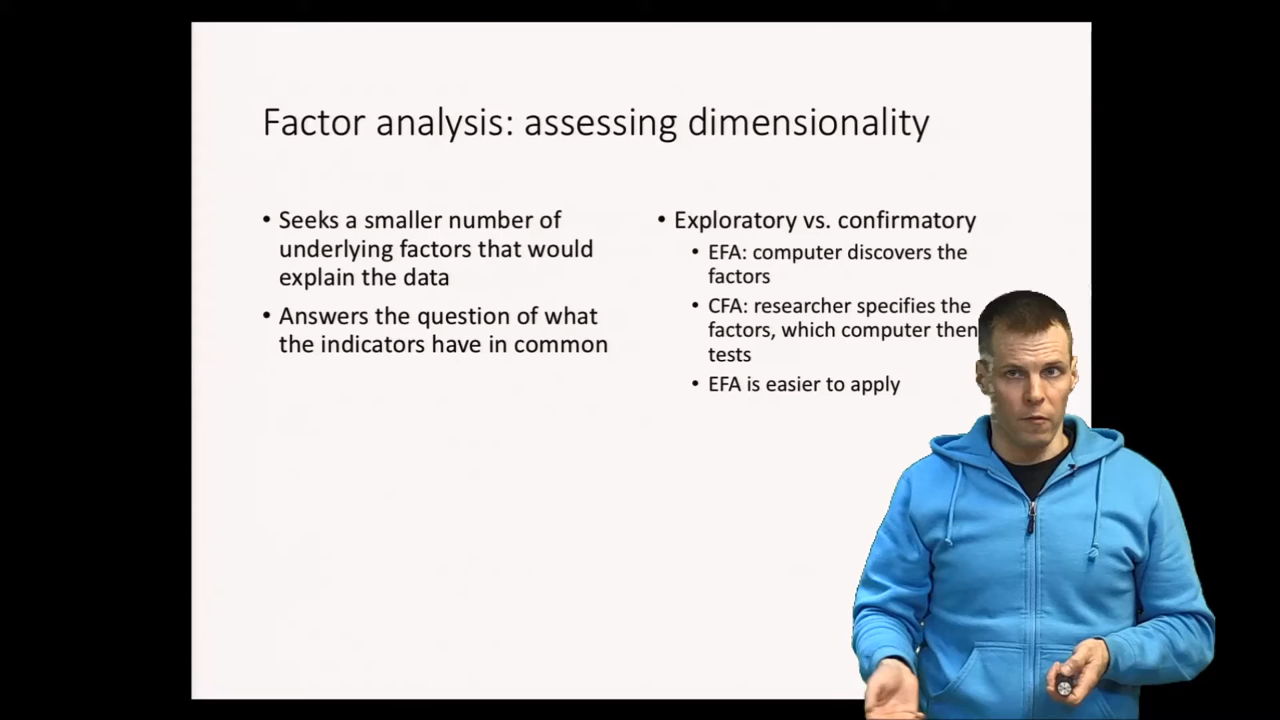 Factor analysis: assessing dimensionality
• Seeks a smaller number of
underlying factors that would
explain the data
• Answers the question of what
the indicators have in common
• Exploratory vs. confirmatory
• EFA: computer discovers the
factors
• CFA: researcher specifies the
factors, which computer then
tests
• EFA is easier to apply